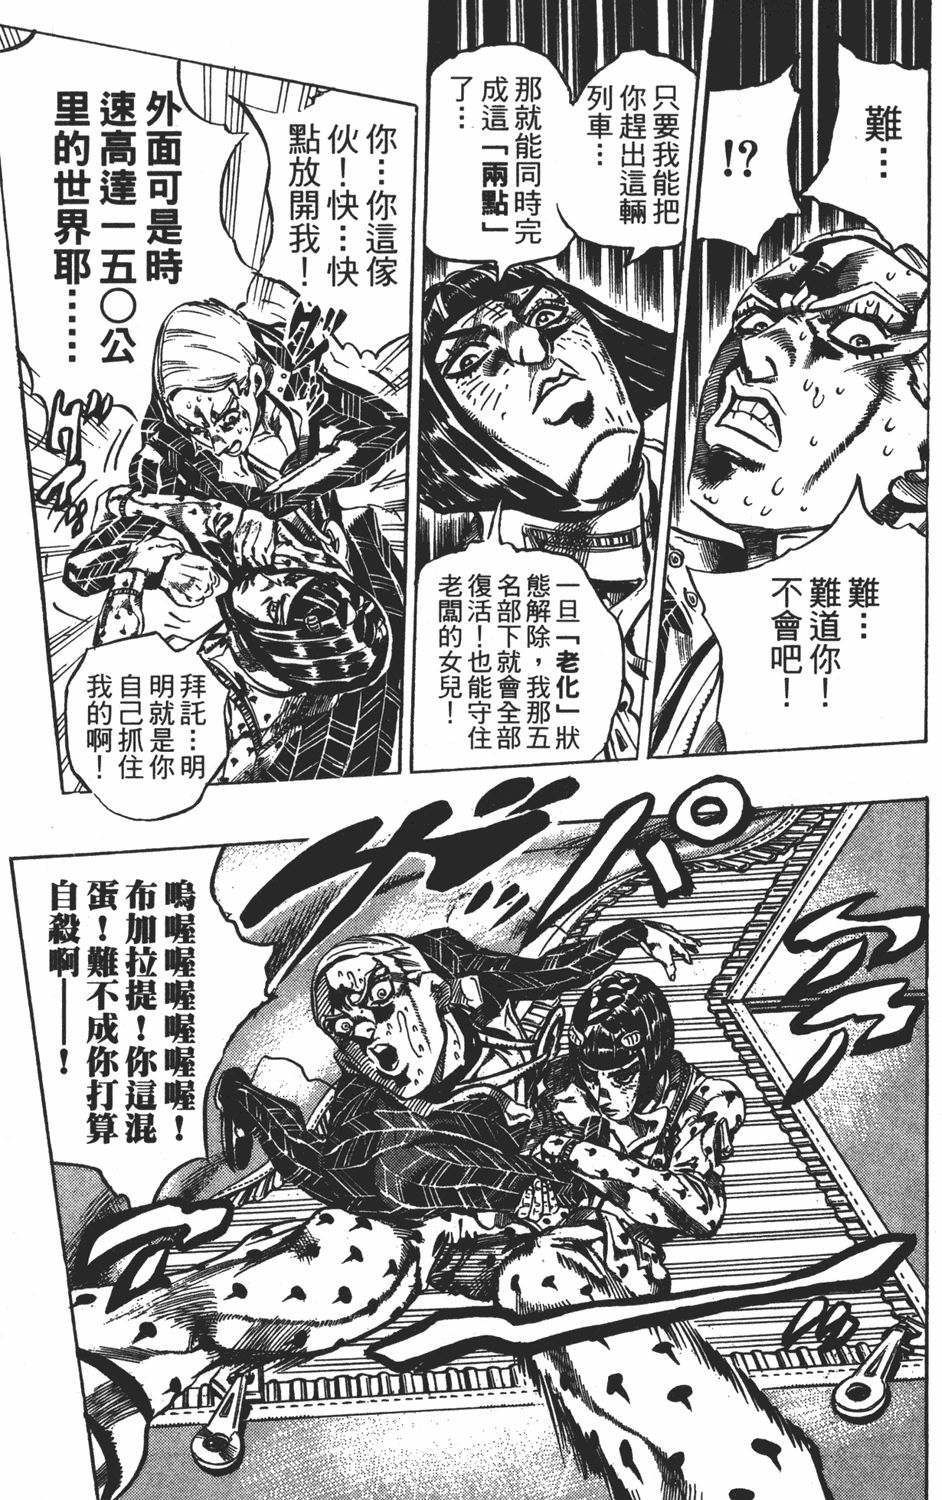 難…
!?
難…
難道你！
不會吧！
只要我能把
你趕出這輛
列車…
那就能同時完
成這「兩點」
了…
一旦「老化」狀
態解除，我那五
名部下就會全部
復活！也能守住
老闆的女兒！
你…你這傢
伙！快…快
點放開我！
外面可是時
速高達一五○公
里的世界耶……
拜託…明
明就是你
自己抓住
我的啊！
嗚喔喔喔喔喔喔！
布加拉提！你這混
蛋！難不成你打算
自殺啊——！